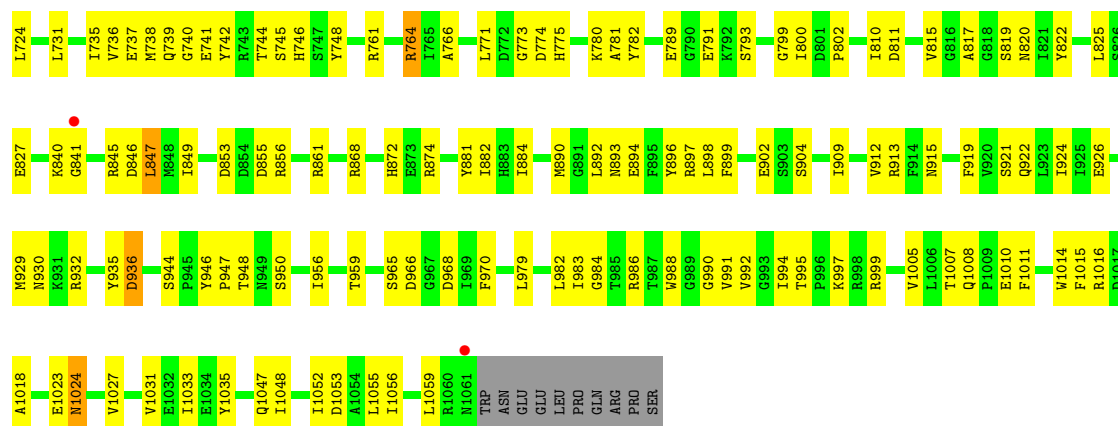 L724 L731 I735 V736 E737 M738 Q739 G740 E741 Y742 R743 T744 S745 H746 S747 Y748 R761 R764 I765 A766 L771 D772 G773 D774 H775 K780 A781 Y782 E789 G790 E791 K792 S793 G799 I800 D801 P802 I810 D811 V815 G816 A817 G818 S819 N820 I821 Y822 L825 S826
E827 K840 G841 R845 D846 L847 M848 I849 D853 D854 D855 R856 R861 R868 H872 E873 R874 Y881 I882 H883 I884 M890 G891 L892 N893 E894 F895 Y896 R897 L898 F899 E902 S903 S904 I909 V912 R913 F914 N915 F919 V920 S921 Q922 L923 I924 I925 E926
M929 N930 K931 R932 Y935 D936 S944 P945 Y946 P947 T948 N949 S950 I956 T959 S965 D966 G967 D968 I969 F970 L979 L982 I983 G984 T985 R986 T987 W988 G989 G990 V991 V992 G993 I994 T995 P996 K997 R998 R999 V1005 L1006 T1007 Q1008 P1009 E1010 F1011 W1014 F1015 R1016 D1017
A1018 E1023 N1024 V1027 V1031 E1032 I1033 E1034 Y1035 Q1047 I1048 I1052 D1053 A1054 L1055 I1056 L1059 R1060 N1061 TRP ASN GLU GLU LEU PRO GLN ARG PRO SER